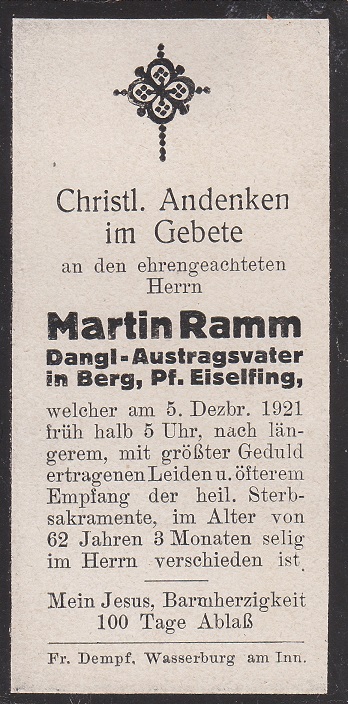 Christl. Andenken
im Gebete
an den ehrengeachteten
Herrn
Martin Ramm
Dangl-Austragsvater
in Berg, Pf. Eiselfing,
welcher am 5. Dezbr. 1921
früh halb 5 Uhr, nach län-
gerem, mit größter Geduld
ertragenen Leiden u. öfterem
Empfang der heil. Sterb-
sakramente, im Alter von
62 Jahren 3 Monaten selig
im Herrn verschieden ist
Mein Jesus, Barmherzigkeit
100 Tage Ablaß
Fr. Dempf, Wasserburg am Inn.